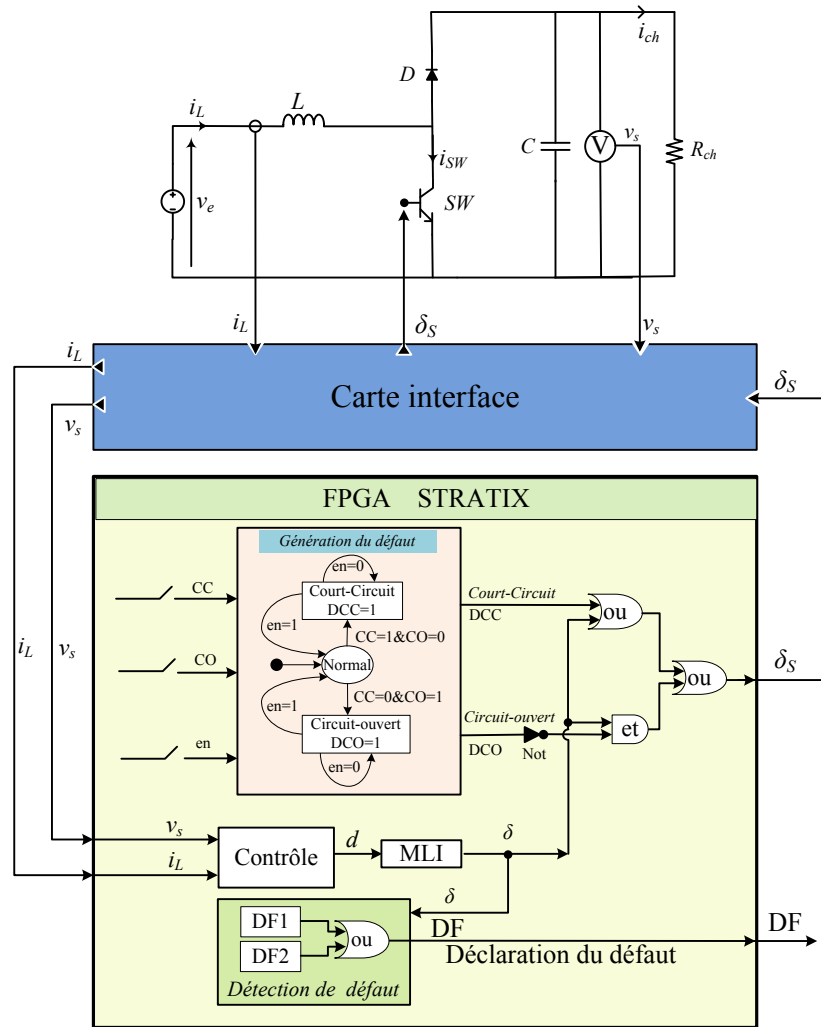 i_ch
D
i_L
L
i_SW
C
V
v_s
R_ch
v_e
SW
i_L
δ_S
v_s
i_L
Carte interface
δ_S
v_s
FPGA STRATIX
Génération du défaut
en=0
CC
Court-Circuit
DCC=1
Court-Circuit
DCC
ou
en=1
CC=1&CO=0
i_L
v_s
CO
Normal
ou
δ_S
CC=0&CO=1
en=1
Circuit-ouvert
DCO=1
Circuit-ouvert
DCO
Not
et
en
en=0
v_s
i_L
Contrôle
d
MLI
δ
δ
DF1
DF2
ou
DF
DF
Déclaration du défaut
Détection de défaut